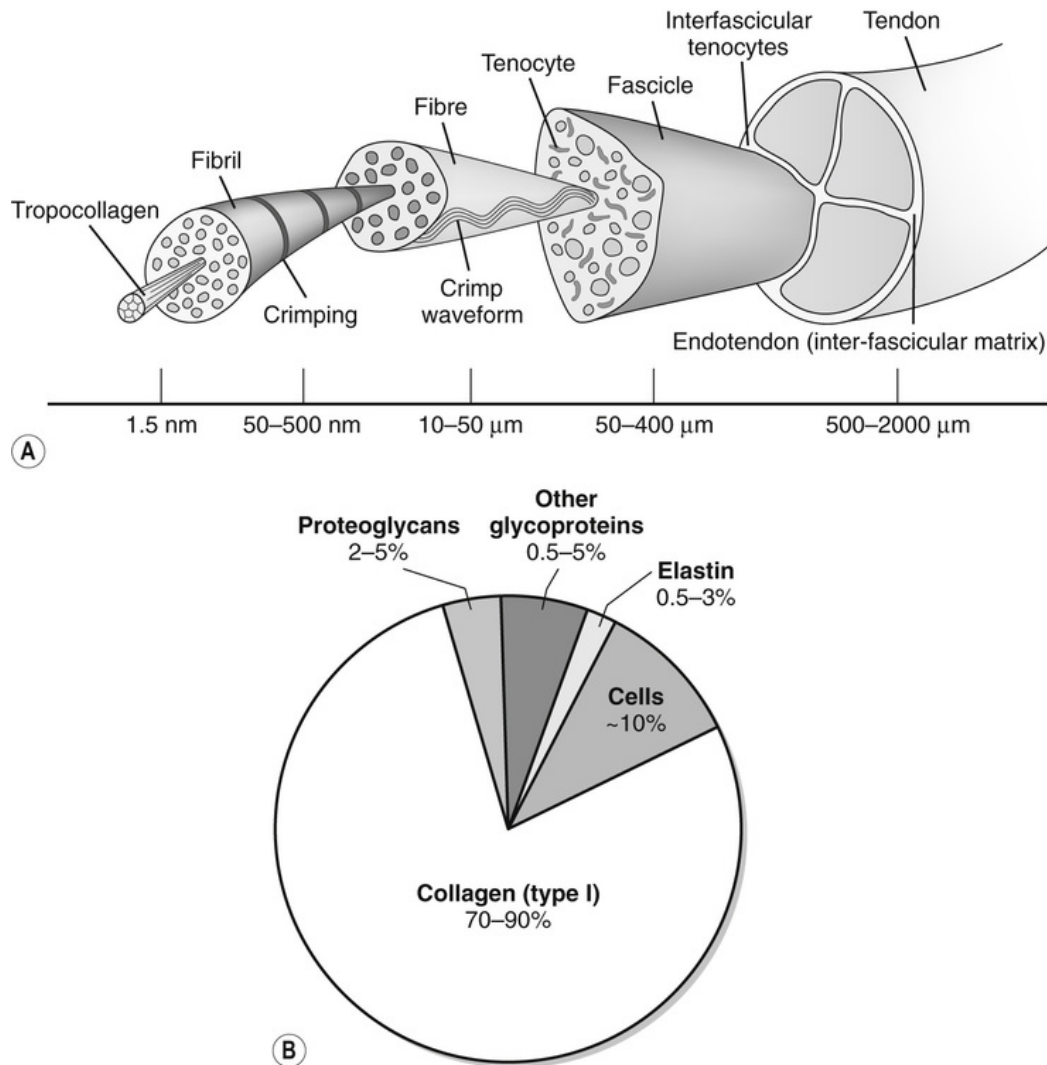 Interfascicular
tenocytes
Tendon
Tenocyte
Fascicle
Fibre
Fibril
Tropocollagen
Crimping
Crimp
waveform
Endotendon (inter-fascicular matrix)
1.5 nm
50–500 nm
10–50 μm
50–400 μm
500–2000 μm
A
Proteoglycans
2–5%
Other
glycoproteins
0.5–5%
Elastin
0.5–3%
Cells
~10%
Collagen (type I)
70–90%
B